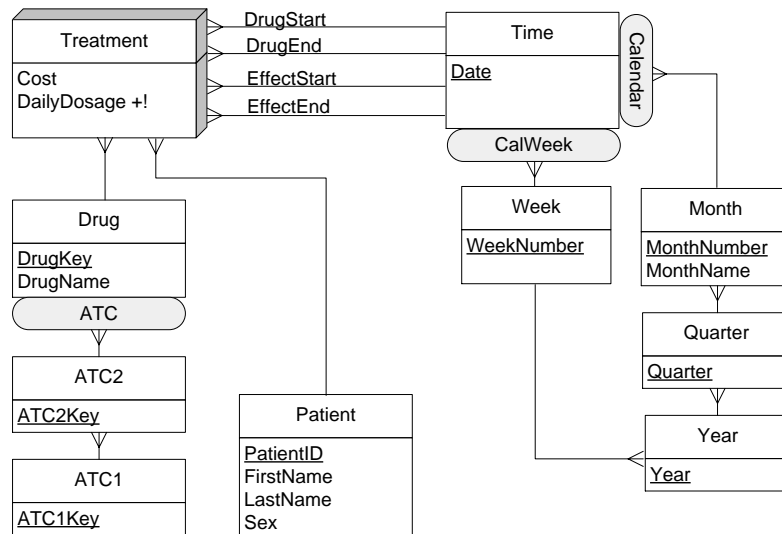 Treatment
Cost
DailyDosage +!
DrugStart
DrugEnd
EffectStart
EffectEnd
Time
Date
Calendar
CalWeek
Week
WeekNumber
Month
MonthNumber
MonthName
Quarter
Quarter
Year
Year
Drug
DrugKey
DrugName
ATC
ATC2
ATC2Key
ATC1
ATC1Key
Patient
PatientID
FirstName
LastName
Sex